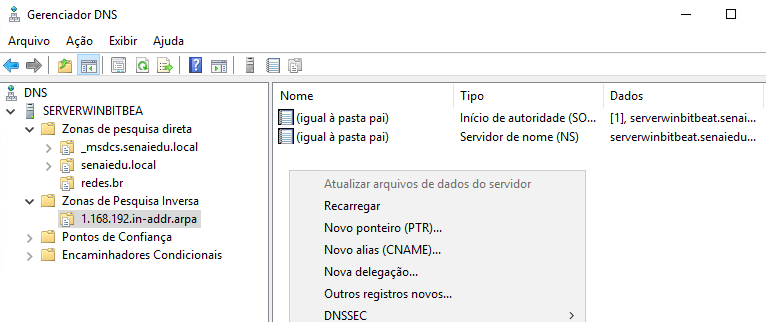 Gerenciador DNS
Arquivo Ação Exibir Ajuda
DNS
SERVERWINBITBEA
Zonas de pesquisa direta
_msdcs.senaiedu.local
senaiedu.local
redes.br
Zonas de Pesquisa Inversa
1.168.192.in-addr.arpa
Pontos de Confiança
Encaminhadores Condicionais
Nome Tipo Dados
(igual à pasta pai) Início de autoridade (SO... [1], serverwinbitbeat.senai...
(igual à pasta pai) Servidor de nome (NS) serverwinbitbeat.senaiedu...
Atualizar arquivos de dados do servidor
Recarregar
Novo ponteiro (PTR)...
Novo alias (CNAME)...
Nova delegação...
Outros registros novos...
DNSSEC